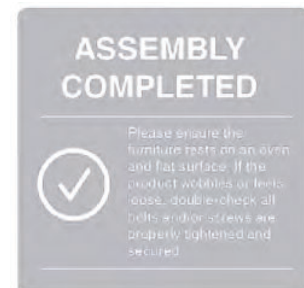 ASSEMBLY
COMPLETED
Please ensure the
furniture rests on an even
and flat surface. If the
product wobbles or feels
loose, double-check all
bolts and/or screws are
properly tightened and
secured.